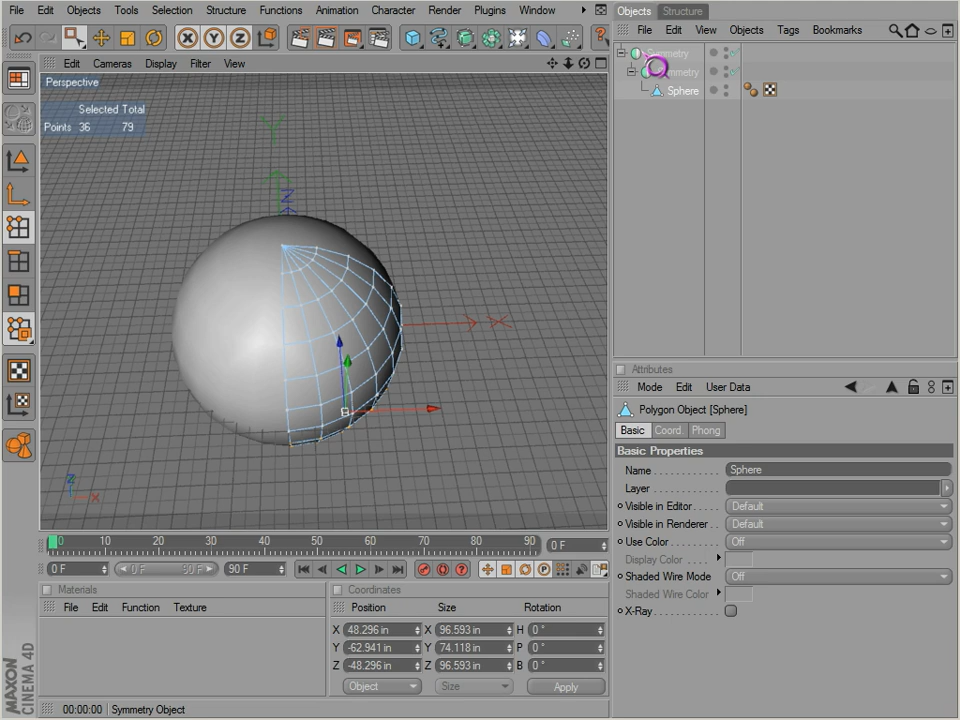 File Edit Objects Tools Selection Structure Functions Animation Character Render Plugins Window
Objects Structure
File Edit View Objects Tags Bookmarks
Edit Cameras Display Filter View
Perspective
Selected Total
Points 36 79
Y
Z
X
Z
X
Symmetry
Sphere
Attributes
Mode Edit User Data
Polygon Object [Sphere]
Basic Coord. Phong
Basic Properties
Name Sphere
Layer
Visible in Editor Default
Visible in Renderer Default
Use Color Off
Display Color
Shaded Wire Mode Off
Shaded Wire Color
X-Ray
0 10 20 30 40 50 60 70 80 90 0 F
0 F 0 F 90 F 90 F
Materials
File Edit Function Texture
Coordinates
Position Size Rotation
X 48.296 in X 96.593 in H 0 °
Y -62.941 in Y 74.118 in P 0 °
Z -48.296 in Z 96.593 in B 0 °
Object Size Apply
MAXON
CINEMA 4D
00:00:00 Symmetry Object